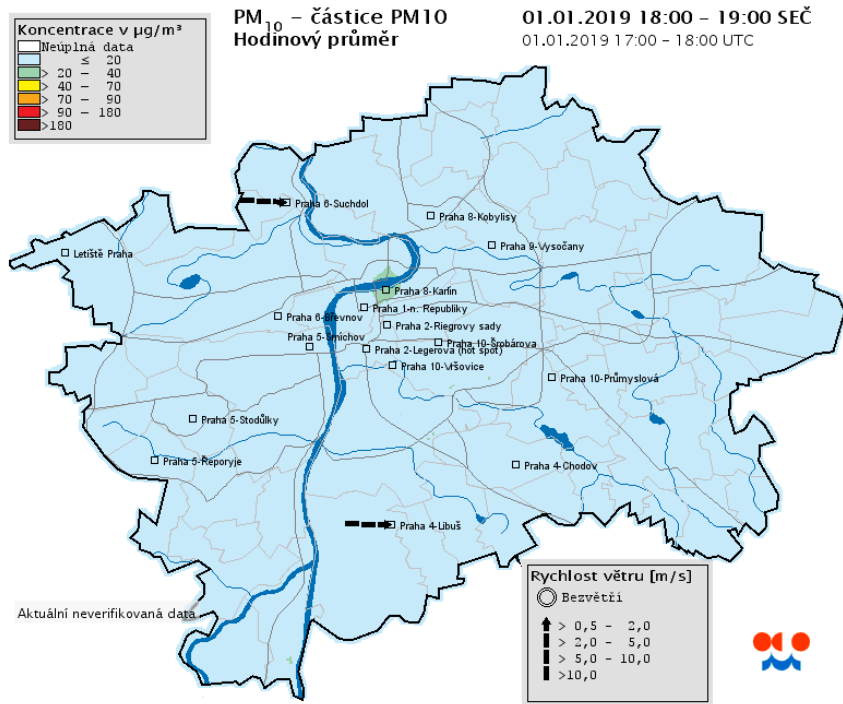 PM10 – částice PM10
Hodinový průměr
01.01.2019 18:00 – 19:00 SEČ
01.01.2019 17:00 – 18:00 UTC
Koncentrace v µg/m³
Neúplná data
≤ 20
> 20 – 40
> 40 – 70
> 70 – 90
> 90 – 180
>180
Praha 6-Suchdol
Praha 8-Kobylisy
Praha 9-Vysočany
Letiště Praha
Praha 8-Karlín
Praha 1-n. Republiky
Praha 6-Břevnov
Praha 2-Riegrovy sady
Praha 5-Smíchov
Praha 10-Šrobárova
Praha 2-Legerova (hot spot)
Praha 10-Vršovice
Praha 10-Průmyslová
Praha 5-Stodůlky
Praha 5-Řeporyje
Praha 4-Chodov
Praha 4-Libuš
Aktuální neverifikovaná data
Rychlost větru [m/s]
Bezvětří
> 0,5 – 2,0
> 2,0 – 5,0
> 5,0 – 10,0
>10,0